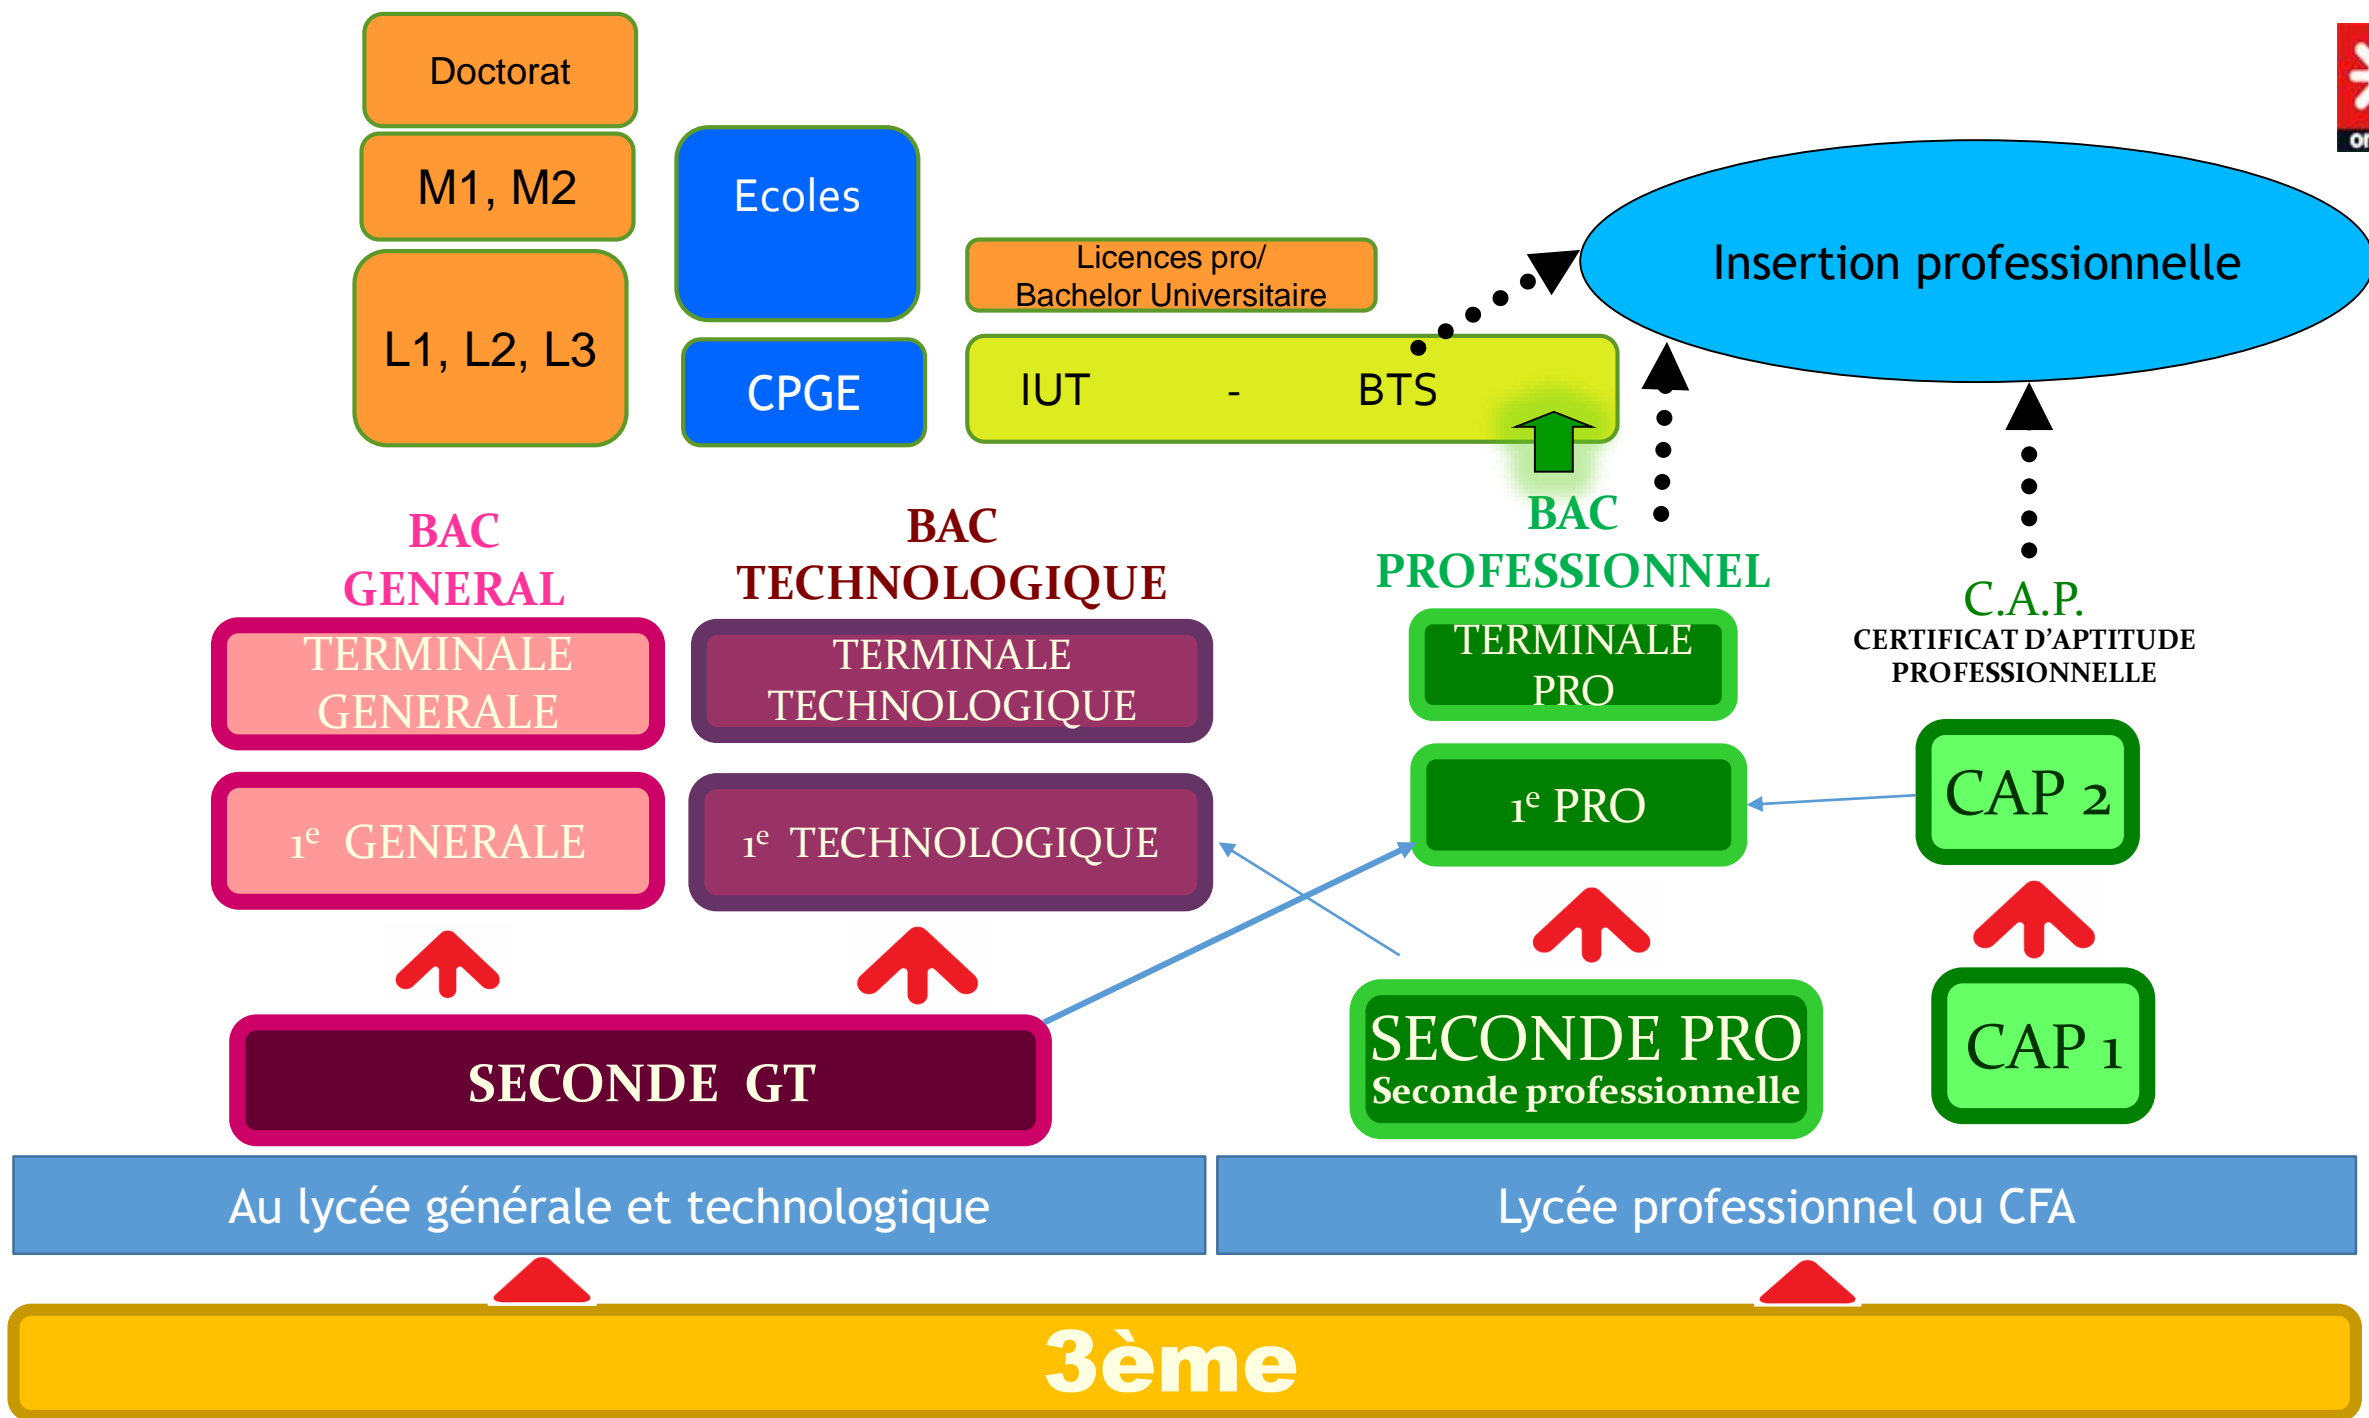 Doctorat
M1, M2
L1, L2, L3
Ecoles
CPGE
Licences pro/
Bachelor Universitaire
IUT - BTS
Insertion professionnelle
BAC
GENERAL
BAC
TECHNOLOGIQUE
BAC
PROFESSIONNEL
C.A.P.
CERTIFICAT D'APTITUDE
PROFESSIONNELLE
TERMINALE
GENERALE
TERMINALE
TECHNOLOGIQUE
TERMINALE
PRO
1e GENERALE
1e TECHNOLOGIQUE
1e PRO
CAP 2
SECONDE GT
SECONDE PRO
Seconde professionnelle
CAP 1
Au lycée générale et technologique
Lycée professionnel ou CFA
3ème